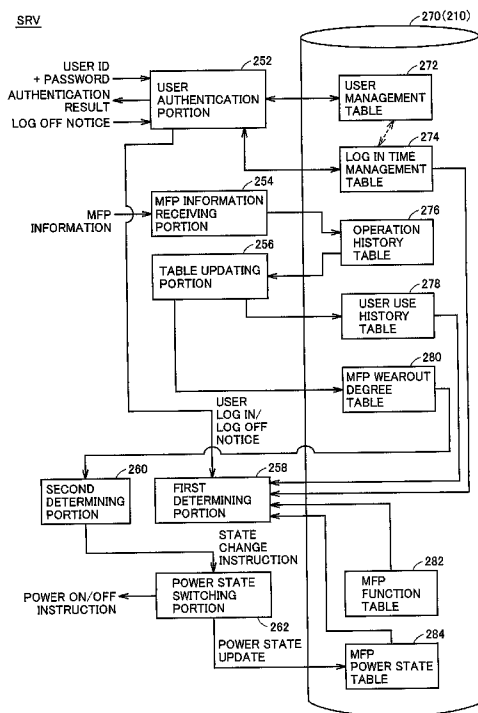 SRV
270(210)
USER ID
+ PASSWORD
AUTHENTICATION
RESULT
LOG OFF NOTICE
252
USER
AUTHENTICATION
PORTION
272
USER
MANAGEMENT
TABLE
274
LOG IN TIME
MANAGEMENT
TABLE
254
MFP INFORMATION
RECEIVING
PORTION
MFP
INFORMATION
276
OPERATION
HISTORY
TABLE
256
TABLE UPDATING
PORTION
278
USER USE
HISTORY
TABLE
280
MFP WEAROUT
DEGREE
TABLE
USER
LOG IN/
LOG OFF
NOTICE
260
SECOND
DETERMINING
PORTION
258
FIRST
DETERMINING
PORTION
STATE
CHANGE
INSTRUCTION
282
MFP
FUNCTION
TABLE
POWER ON/OFF
INSTRUCTION
POWER STATE
SWITCHING
PORTION
262
POWER STATE
UPDATE
284
MFP
POWER STATE
TABLE